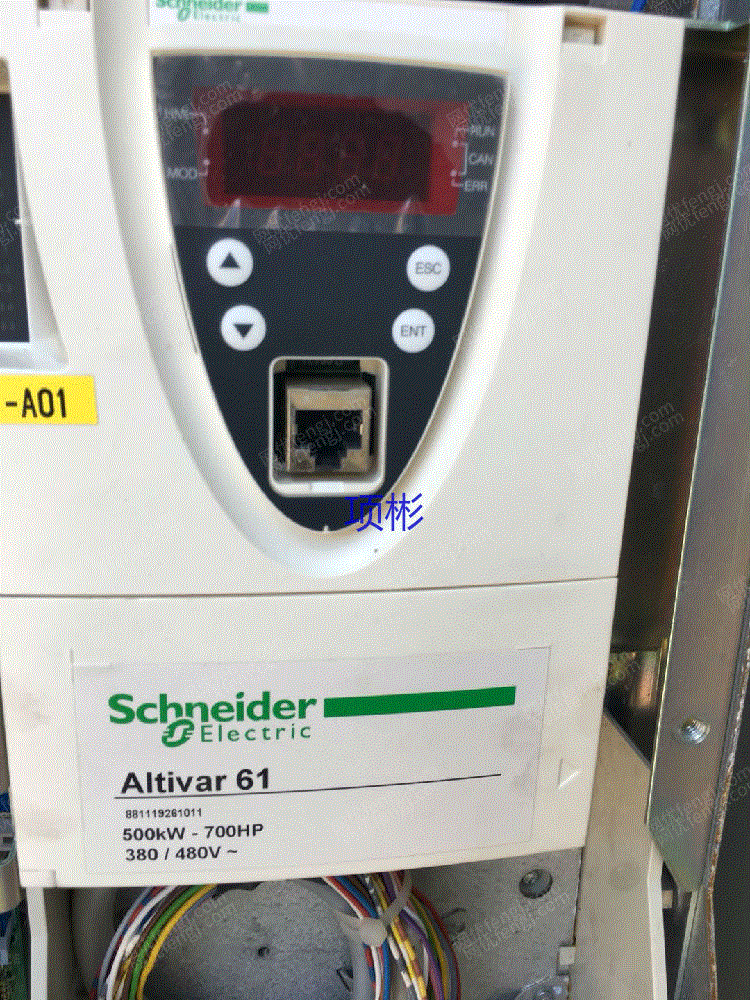 Schneider
Electric
HMI
RUN
CAN
MOD
ERR
ESC
ENT
-A01
项彬
Schneider
Electric
Altivar 61
881119261011
500kW - 700HP
380 / 480V ~